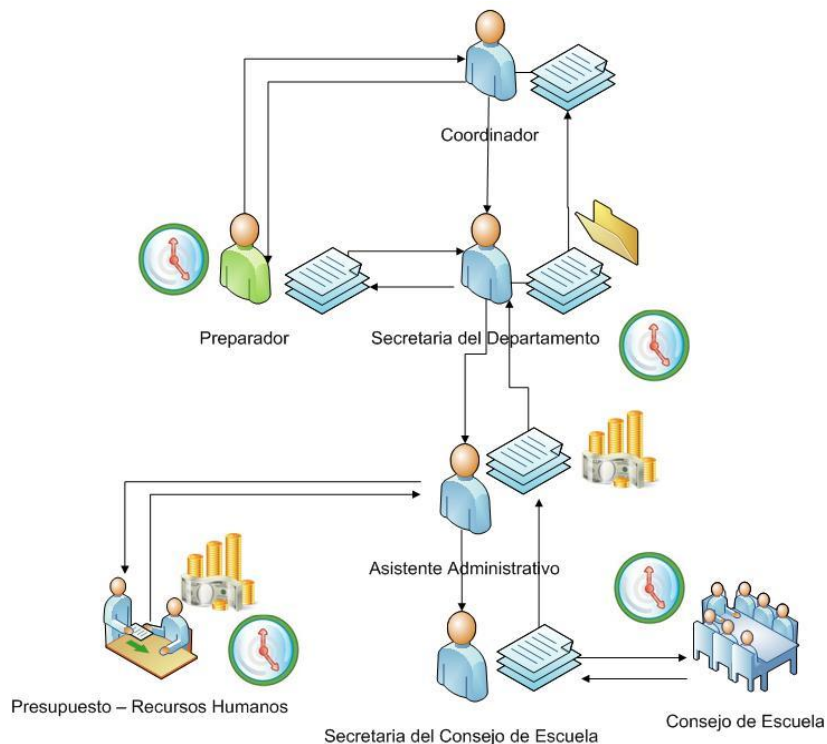 Coordinador
Preparador
Secretaria del Departamento
Asistente Administrativo
Presupuesto – Recursos Humanos
Secretaria del Consejo de Escuela
Consejo de Escuela